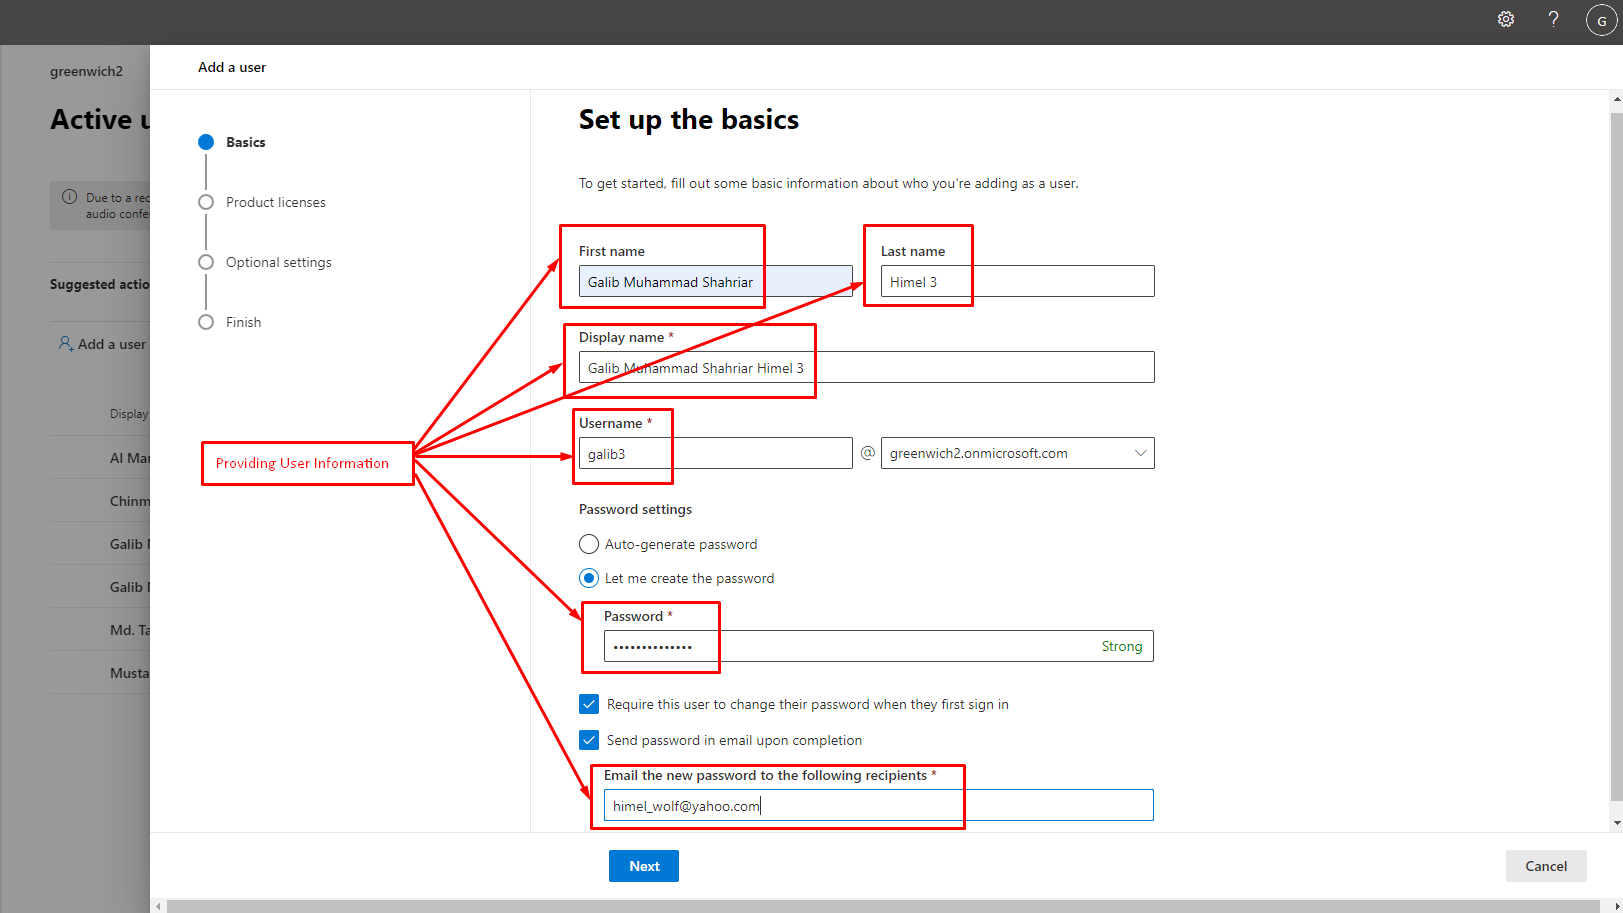 G
greenwich2
Add a user
Active u
Set up the basics
Basics
To get started, fill out some basic information about who you're adding as a user.
Due to a rec
audio confe
Product licenses
Optional settings
Finish
First name
Last name
Galib Muhammad Shahriar
Himel 3
Suggested actio
Display name *
Add a user
Galib Muhammad Shahriar Himel 3
Display
Username *
galib3
@
greenwich2.onmicrosoft.com
Providing User Information
Al Mar
Chinm
Galib M
Galib M
Md. Ta
Musta
Password settings
Auto-generate password
Let me create the password
Password *
••••••••••••••
Strong
Require this user to change their password when they first sign in
Send password in email upon completion
Email the new password to the following recipients *
himel_wolf@yahoo.com
Next
Cancel